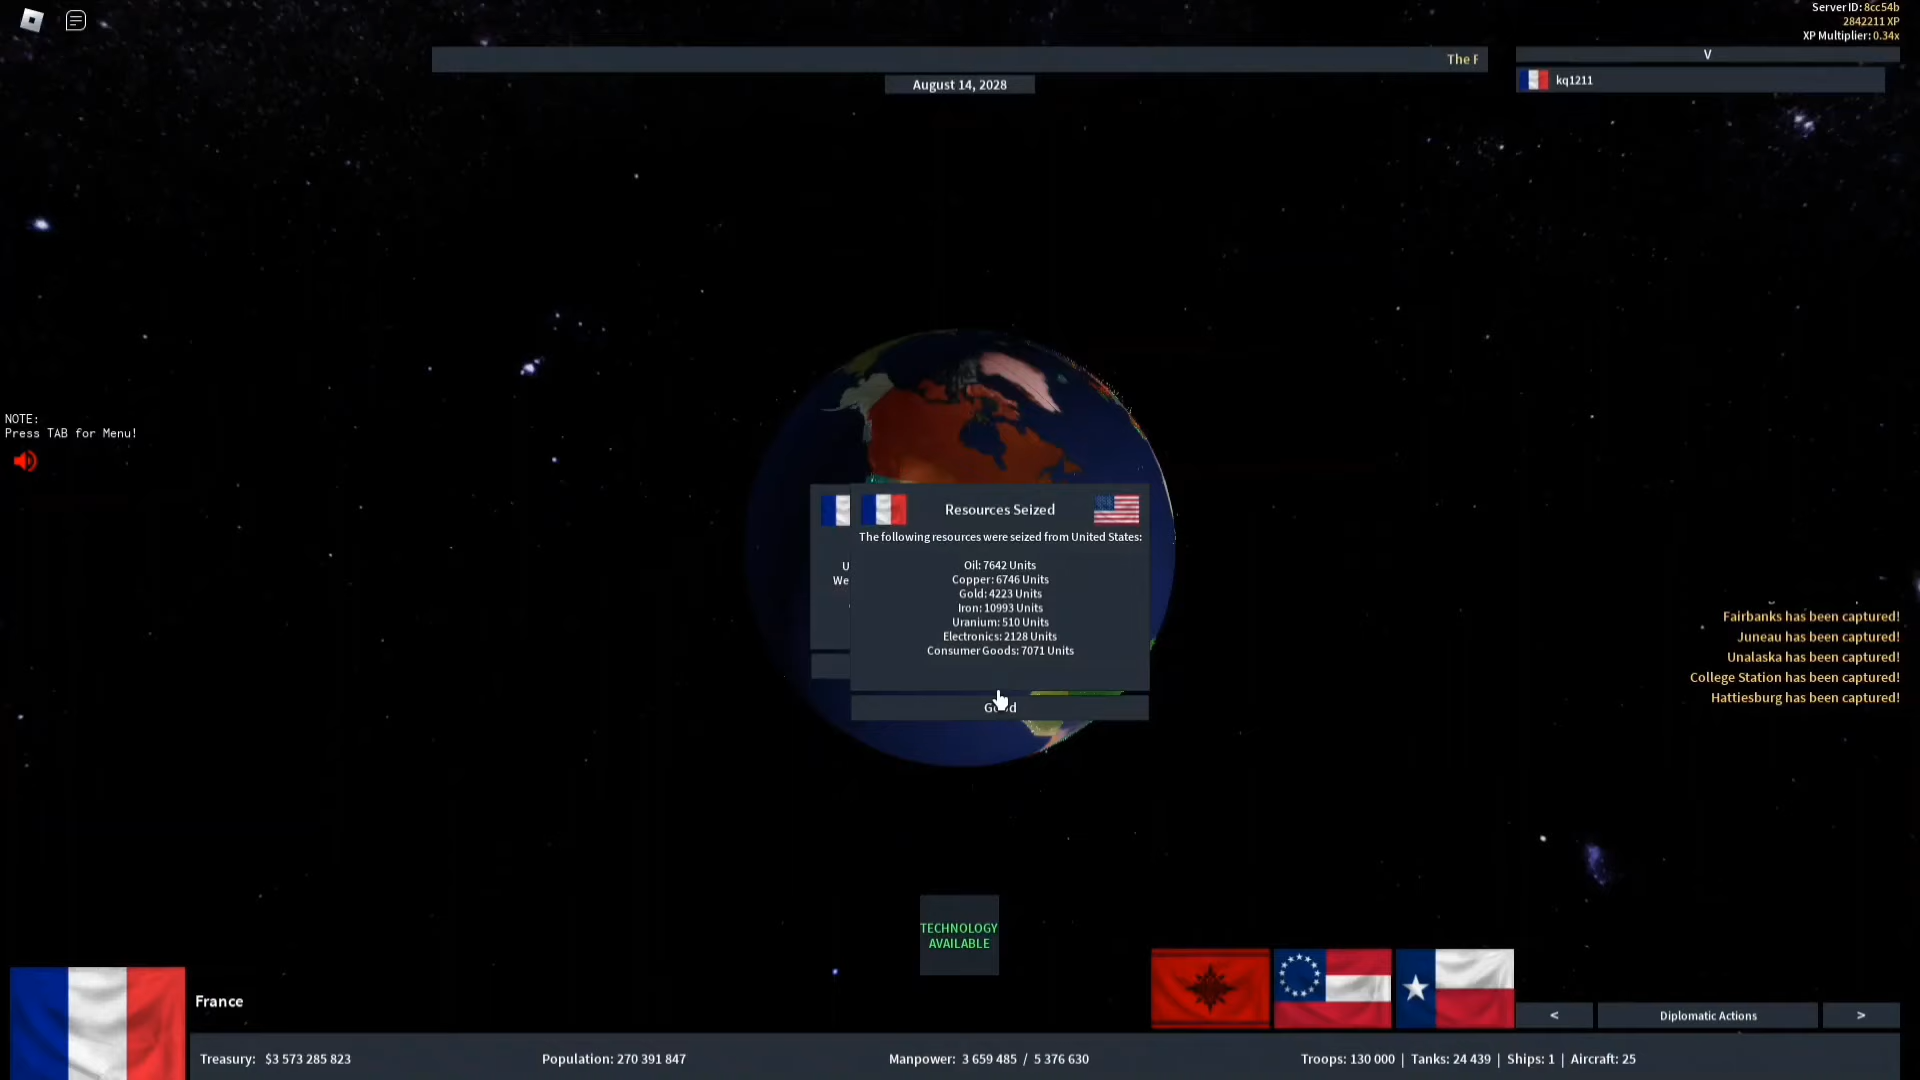 Server ID: 8cc54b
2842211 XP
XP Multiplier: 0.34x
The F
V
August 14, 2028
kq1211
NOTE:
Press TAB for Menu!
Resources Seized
The following resources were seized from United States:
Oil: 7642 Units
Copper: 6746 Units
Gold: 4223 Units
Iron: 10993 Units
Uranium: 510 Units
Electronics: 2128 Units
Consumer Goods: 7071 Units
U
We
Fairbanks has been captured!
Juneau has been captured!
Unalaska has been captured!
College Station has been captured!
Hattiesburg has been captured!
TECHNOLOGY
AVAILABLE
France
<
Diplomatic Actions
>
Treasury: $3 573 285 823
Population: 270 391 847
Manpower: 3 659 485 / 5 376 630
Troops: 130 000 | Tanks: 24 439 | Ships: 1 | Aircraft: 25